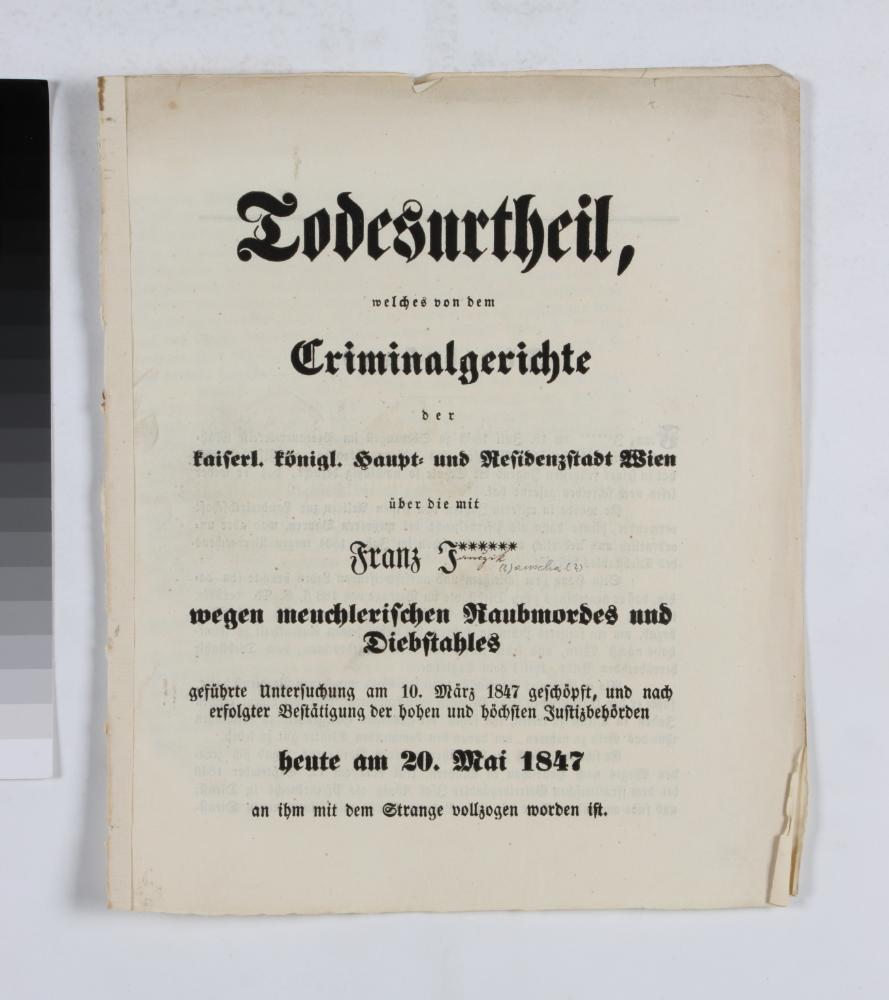 Todesurtheil,
welches von dem
Criminalgerichte
der
kaiserl. königl. Haupt- und Residenzstadt Wien
über die mit
Franz J******
wegen meuchlerischen Raubmordes und
Diebstahles
geführte Untersuchung am 10. März 1847 geschöpft, und nach
erfolgter Bestätigung der hohen und höchsten Justizbehörden
heute am 20. Mai 1847
an ihm mit dem Strange vollzogen worden ist.